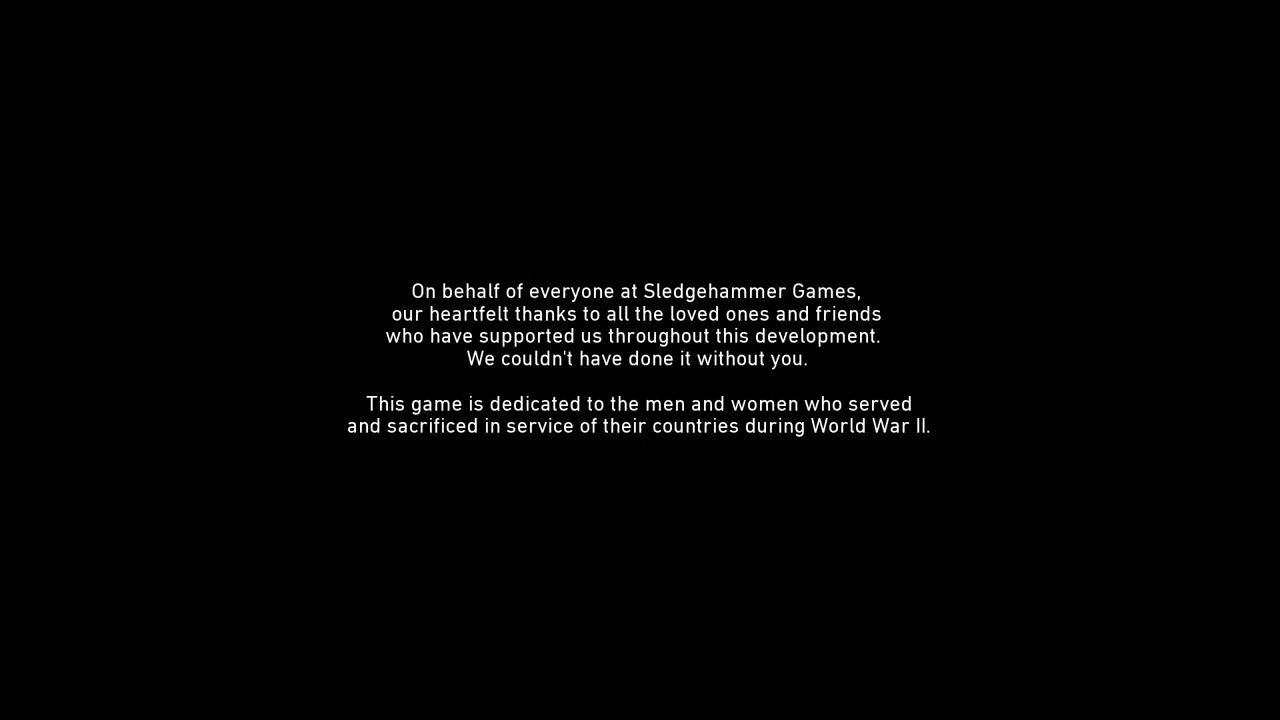 On behalf of everyone at Sledgehammer Games,
our heartfelt thanks to all the loved ones and friends
who have supported us throughout this development.
We couldn't have done it without you.
This game is dedicated to the men and women who served
and sacrificed in service of their countries during World War II.